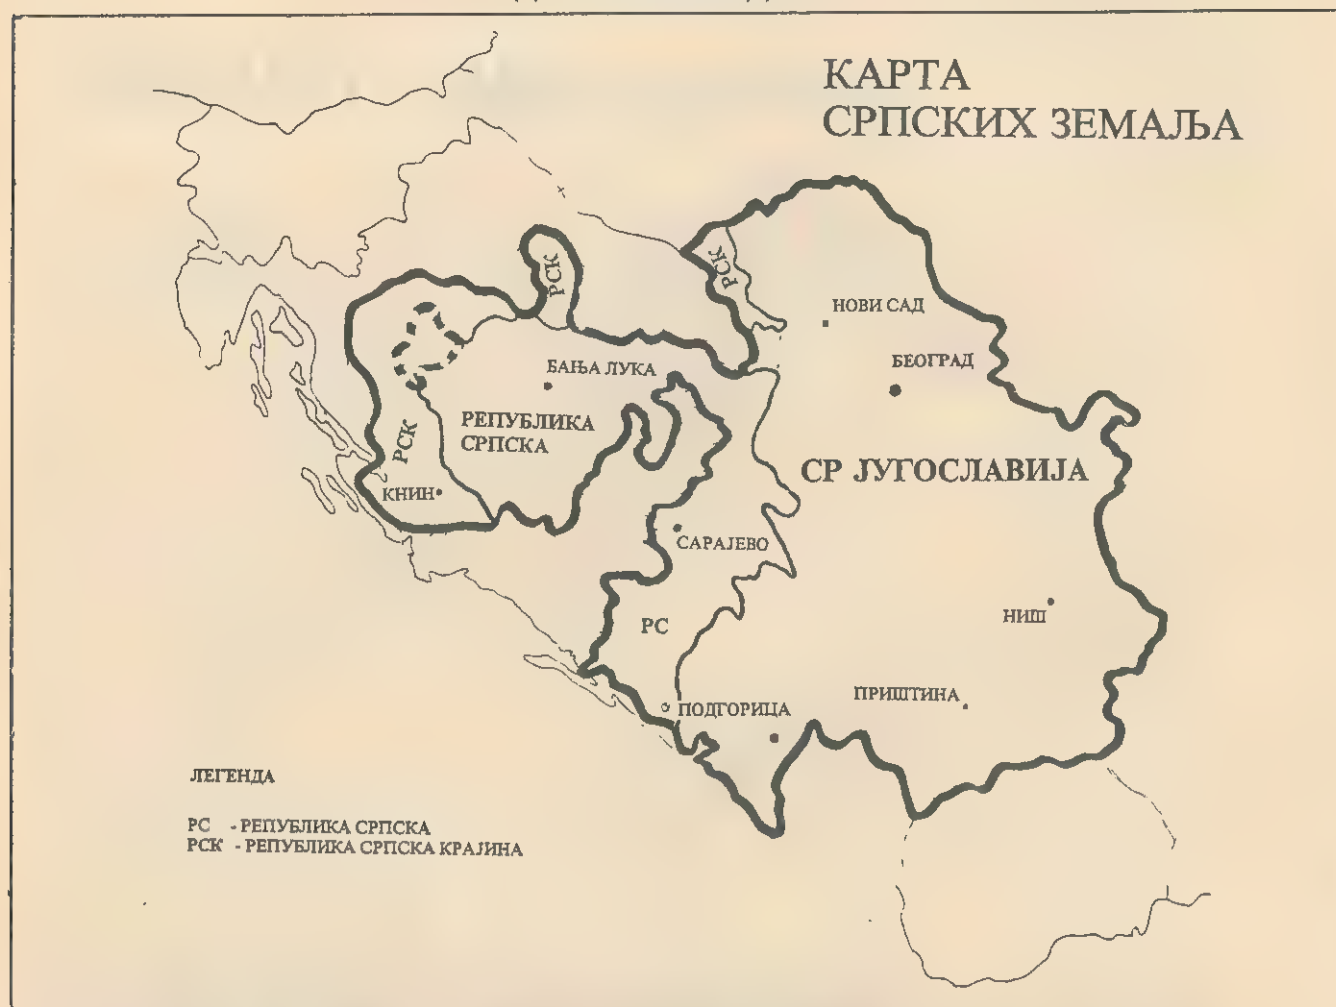 КАРТА
СРПСКИХ ЗЕМАЉА
РСК
РСК
НОВИ САД
БЕОГРАД
БАЊА ЛУКА
РЕПУБЛИКА
СРПСКА
РСК
СР ЈУГОСЛАВИЈА
КНИН
САРАЈЕВО
НИШ
РС
ПРИШТИНА
ПОДГОРИЦА
ЛЕГЕНДА
РС - РЕПУБЛИКА СРПСКА
РСК - РЕПУБЛИКА СРПСКА КРАЈИНА